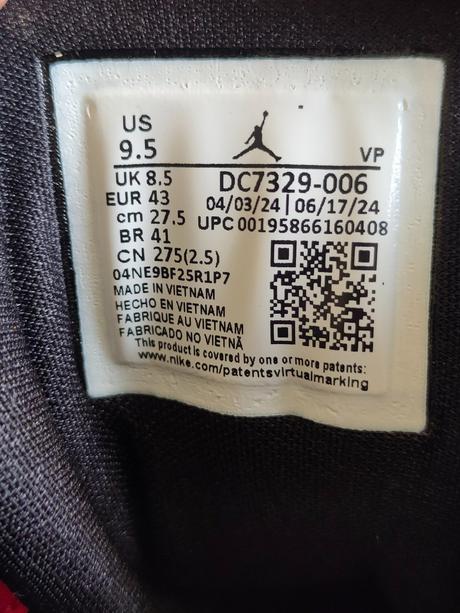 US
9.5
VP
UK 8.5
DC7329-006
EUR 43
04/03/24 | 06/17/24
cm 27.5
UPC 00195866160408
BR 41
CN 275(2.5)
04NE9BF25R1P7
MADE IN VIETNAM
HECHO EN VIETNAM
FABRIQUE AU VIETNAM
FABRICADO NO VIETNÃ
This product is covered by one or more patents:
www.nike.com/patentsvirtualmarking